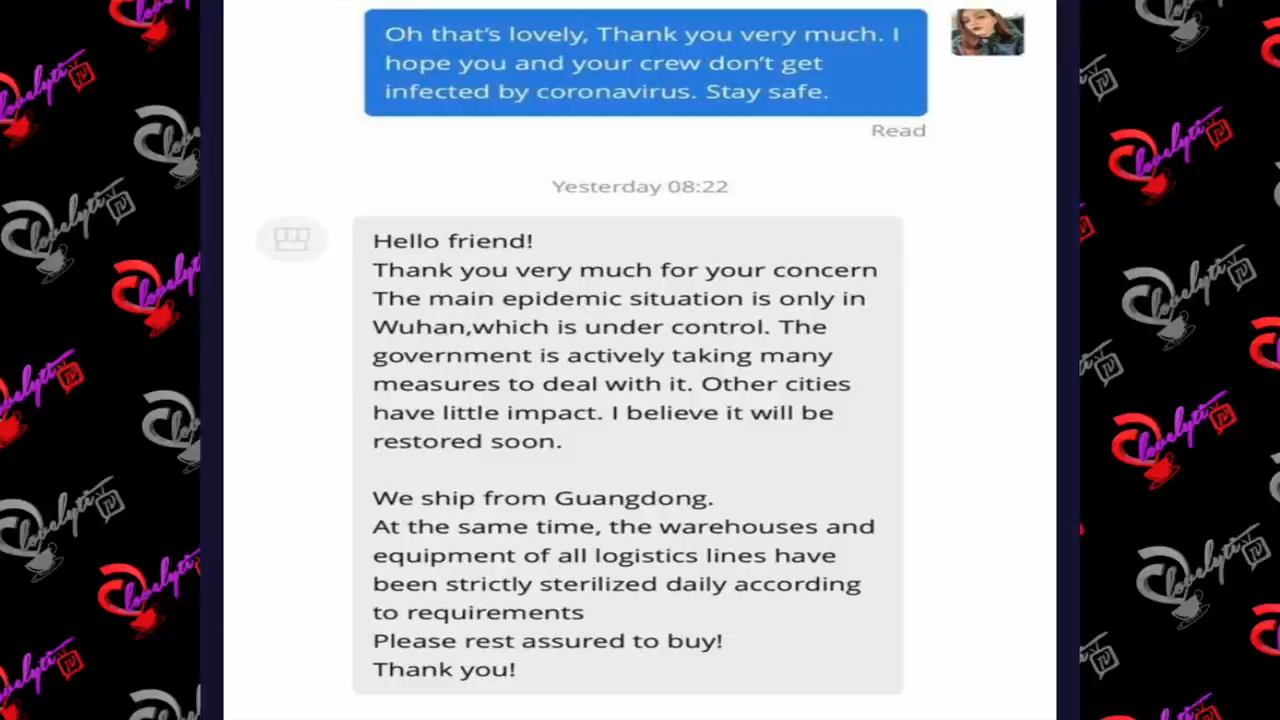 Oh that's lovely, Thank you very much. I
hope you and your crew don't get
infected by coronavirus. Stay safe.
Read
Yesterday 08:22
Hello friend!
Thank you very much for your concern
The main epidemic situation is only in
Wuhan,which is under control. The
government is actively taking many
measures to deal with it. Other cities
have little impact. I believe it will be
restored soon.
We ship from Guangdong.
At the same time, the warehouses and
equipment of all logistics lines have
been strictly sterilized daily according
to requirements
Please rest assured to buy!
Thank you!
lovelyti
TV